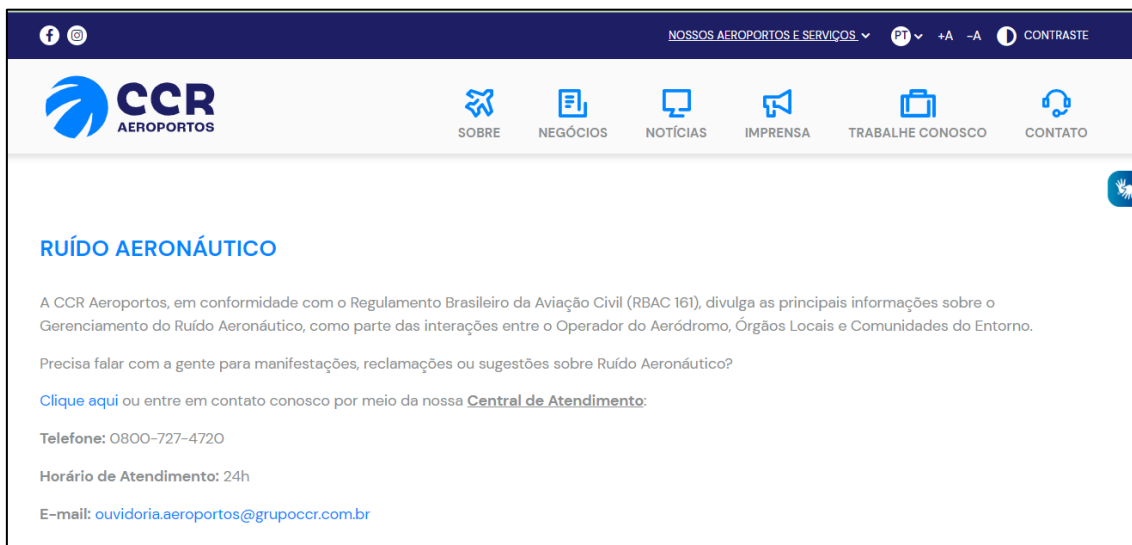 NOSSOS AEROPORTOS E SERVIÇOS PT +A -A CONTRASTE
CCR
AEROPORTOS
SOBRE NEGÓCIOS NOTÍCIAS IMPRENSA TRABALHE CONOSCO CONTATO
RUÍDO AERONÁUTICO
A CCR Aeroportos, em conformidade com o Regulamento Brasileiro da Aviação Civil (RBAC 161), divulga as principais informações sobre o
Gerenciamento do Ruído Aeronáutico, como parte das interações entre o Operador do Aeródromo, Órgãos Locais e Comunidades do Entorno.
Precisa falar com a gente para manifestações, reclamações ou sugestões sobre Ruído Aeronáutico?
Clique aqui ou entre em contato conosco por meio da nossa Central de Atendimento:
Telefone: 0800-727-4720
Horário de Atendimento: 24h
E-mail: ouvidoria.aeroportos@grupoccr.com.br